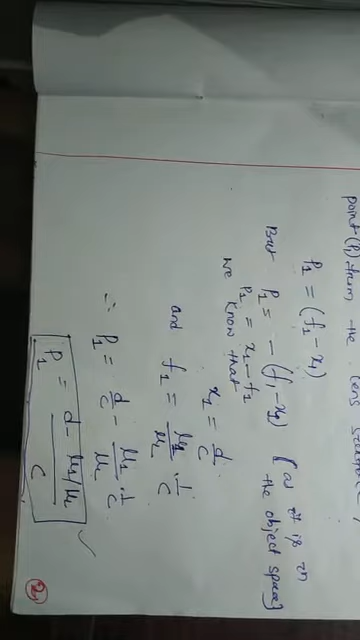 point (P₁) from the lens
P₁ = (f₁ - x₁)
But P₁ = - (f₁ - x₁) [as it is in
the object space]
P₁ = x₁ - f₁
we know that
x₁ = d/c
and f₁ = μ₁/μ · 1/c
∴ P₁ = d/c - μ₁/μ · 1/c
P₁ = (d - μ₁/μ)/c